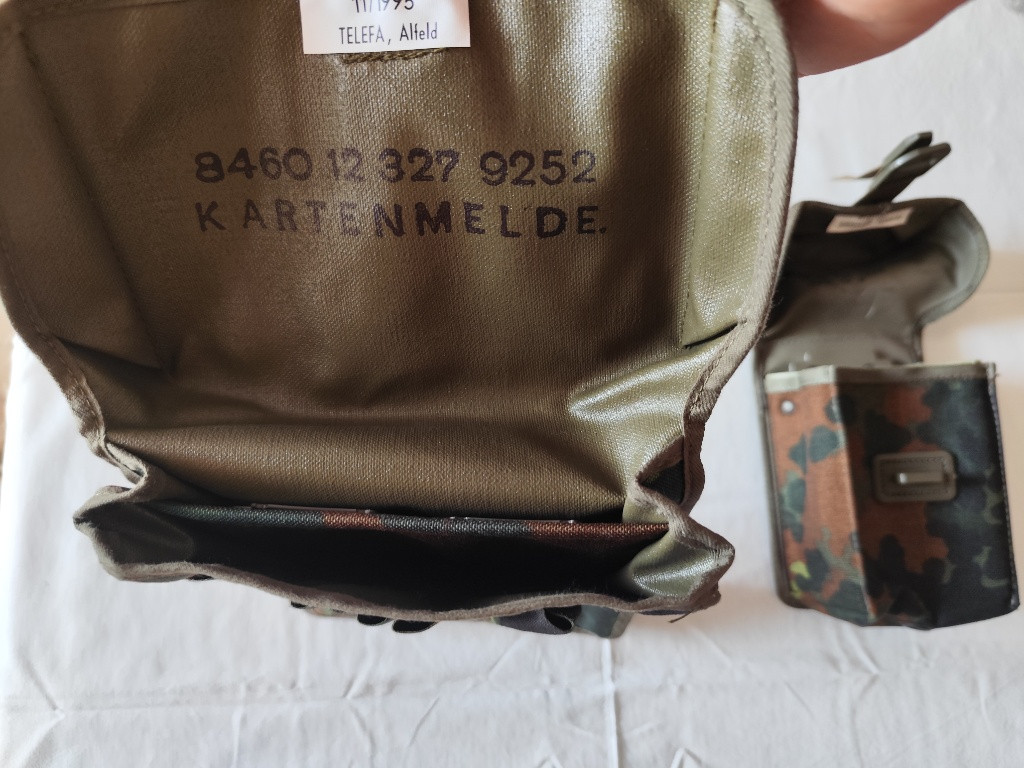 11/1995
TELEFA, Alfeld
8460 12 327 9252
KARTENMELDE.